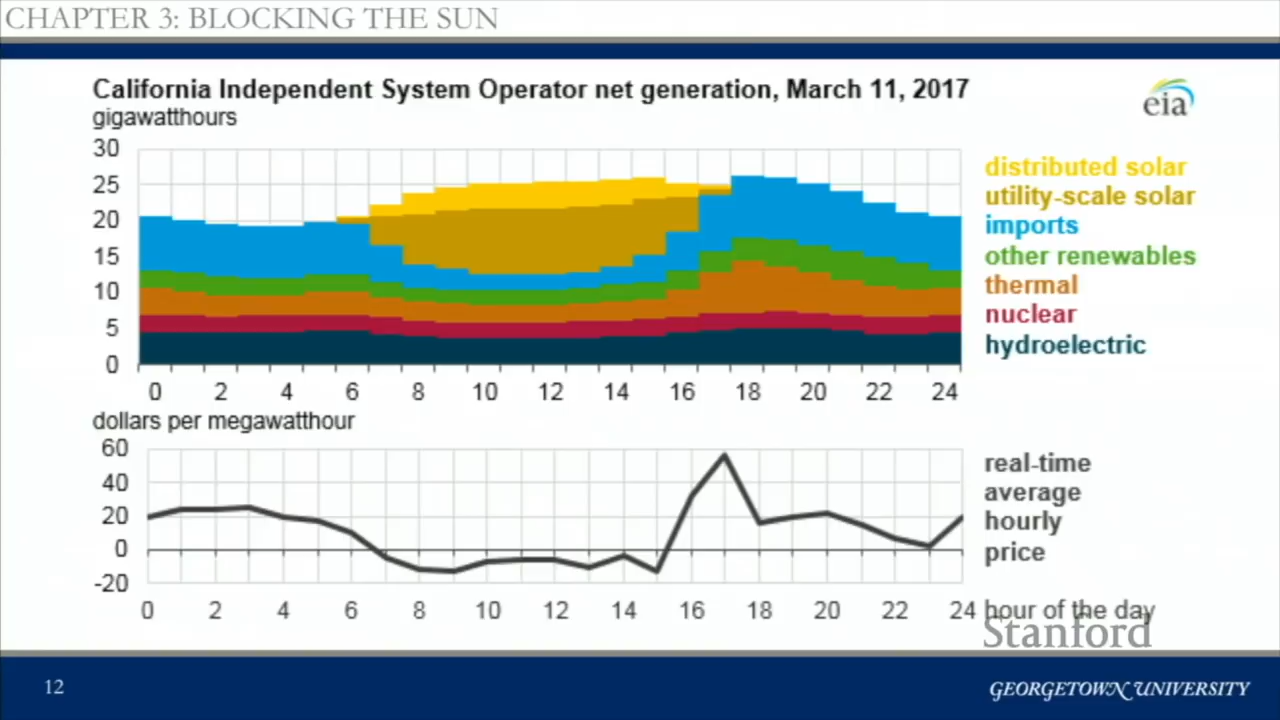 CHAPTER 3: BLOCKING THE SUN
California Independent System Operator net generation, March 11, 2017
gigawatthours
eia
30
25
20
15
10
5
0
0 2 4 6 8 10 12 14 16 18 20 22 24
distributed solar
utility-scale solar
imports
other renewables
thermal
nuclear
hydroelectric
dollars per megawatthour
60
40
20
0
-20
0 2 4 6 8 10 12 14 16 18 20 22 24 hour of the day
real-time
average
hourly
price
Stanford
12
GEORGETOWN UNIVERSITY